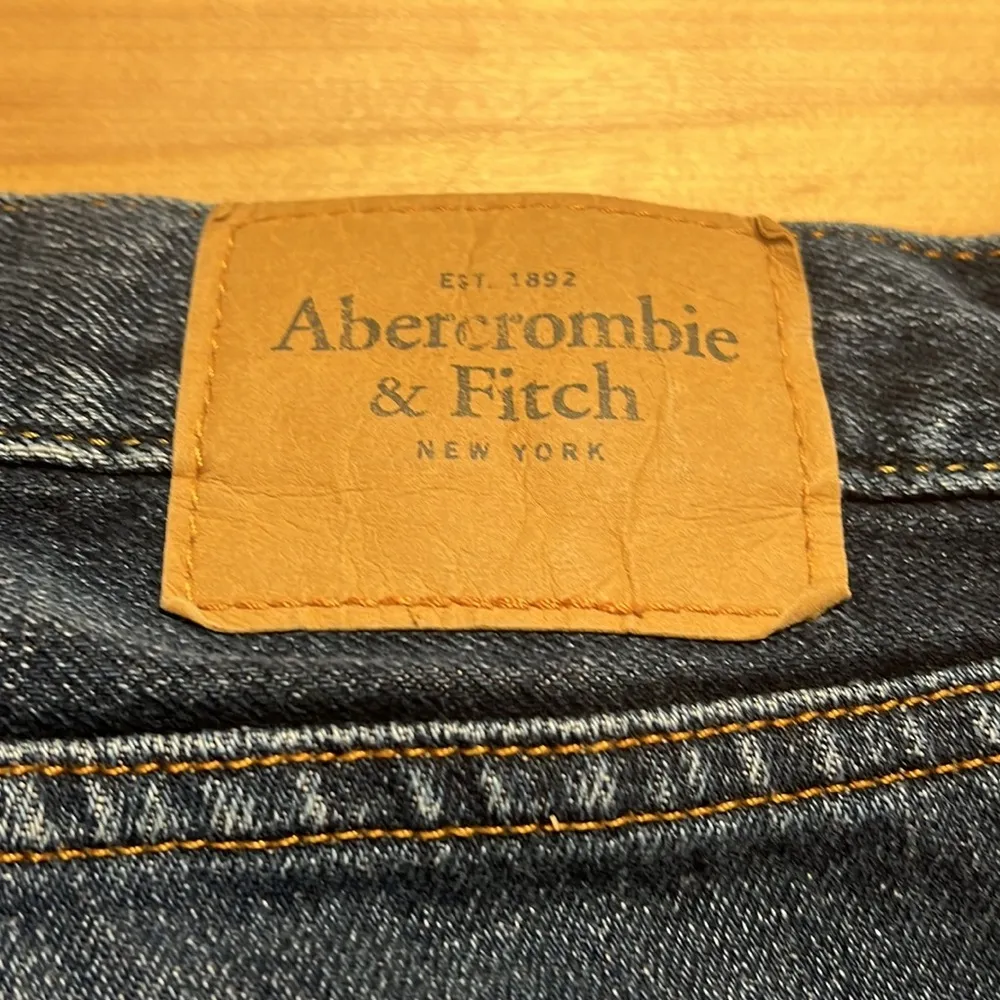 EST. 1892
Abercrombie
& Fitch
NEW YORK